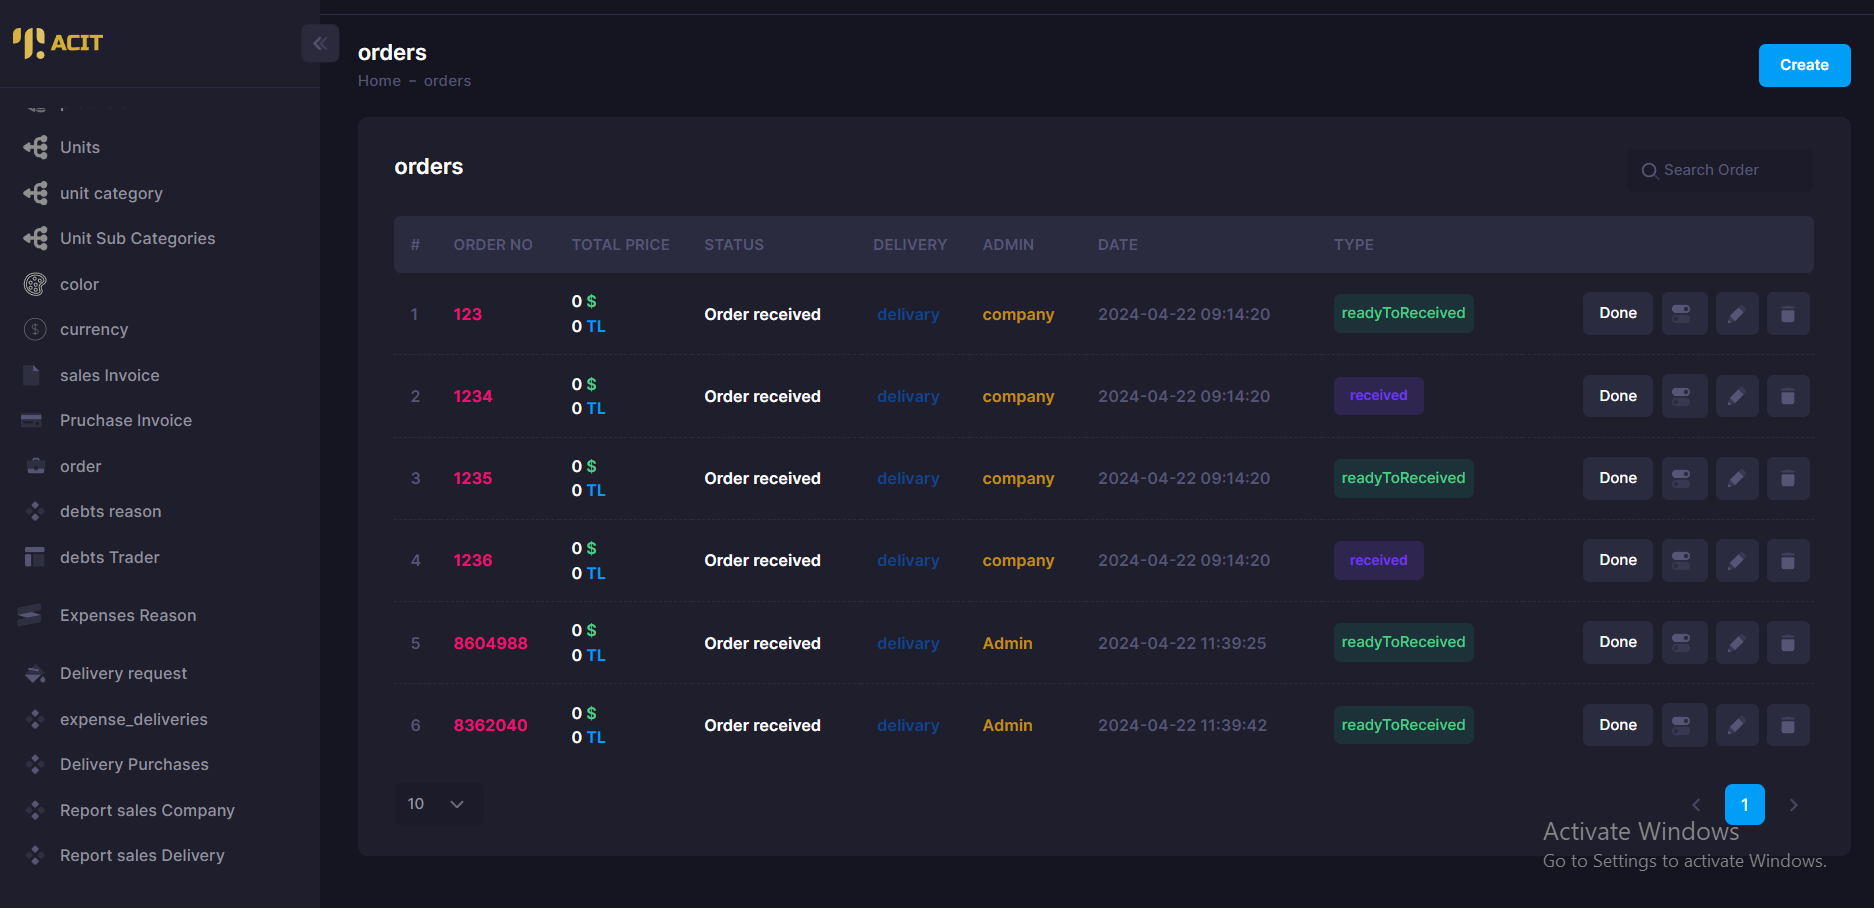 ACIT
Units
unit category
Unit Sub Categories
color
currency
sales Invoice
Pruchase Invoice
order
debts reason
debts Trader
Expenses Reason
Delivery request
expense_deliveries
Delivery Purchases
Report sales Company
Report sales Delivery
orders
Home - orders
Create
orders
Search Order
# ORDER NO TOTAL PRICE STATUS DELIVERY ADMIN DATE TYPE
1 123 0 $ Order received delivary company 2024-04-22 09:14:20 readyToReceived Done
0 TL
2 1234 0 $ Order received delivary company 2024-04-22 09:14:20 received Done
0 TL
3 1235 0 $ Order received delivary company 2024-04-22 09:14:20 readyToReceived Done
0 TL
4 1236 0 $ Order received delivary company 2024-04-22 09:14:20 received Done
0 TL
5 8604988 0 $ Order received delivary Admin 2024-04-22 11:39:25 readyToReceived Done
0 TL
6 8362040 0 $ Order received delivary Admin 2024-04-22 11:39:42 readyToReceived Done
0 TL
10
1
Activate Windows
Go to Settings to activate Windows.